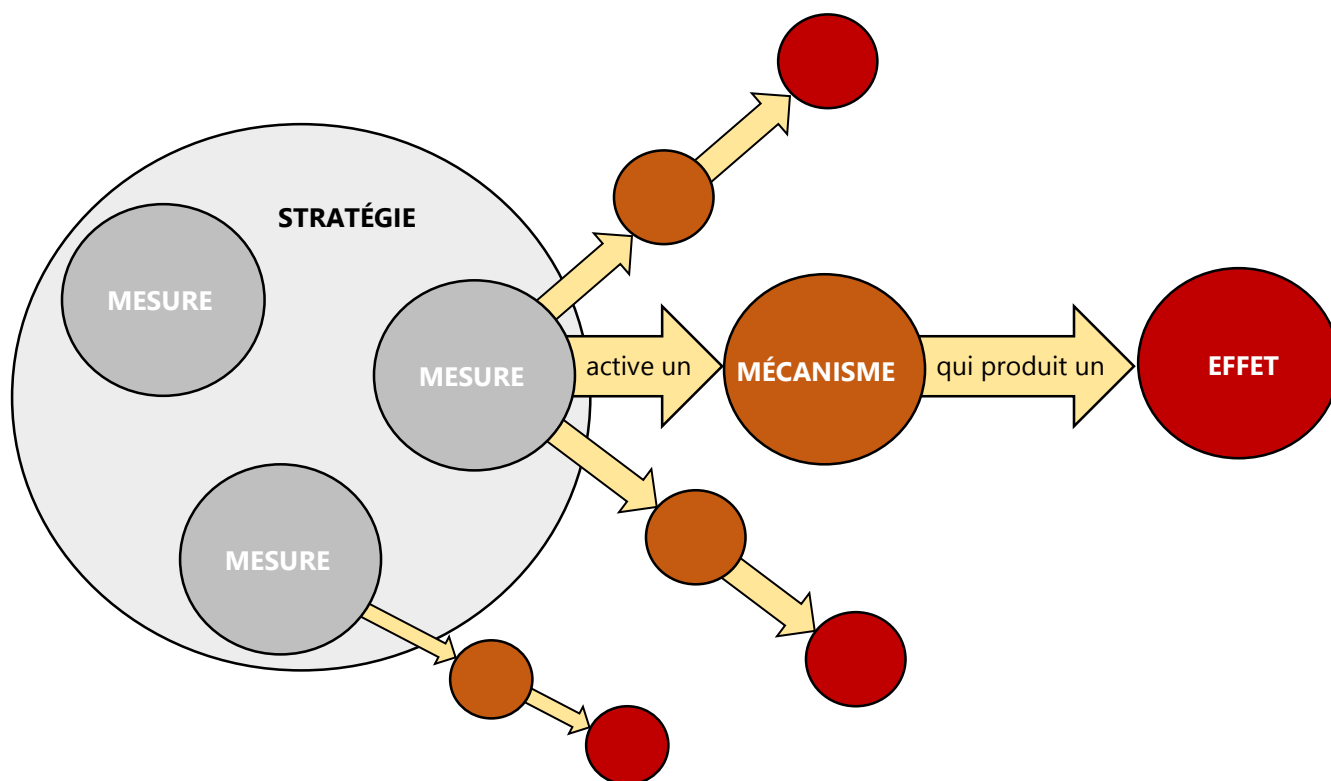 STRATÉGIE
MESURE
MESURE
active un
MÉCANISME
qui produit un
EFFET
MESURE